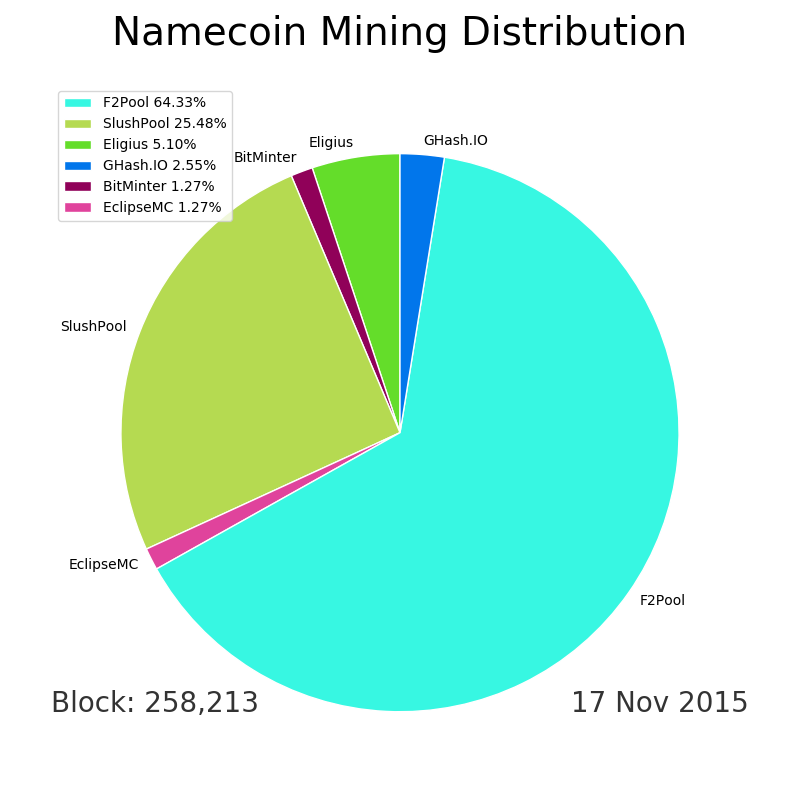 Namecoin Mining Distribution
F2Pool 64.33%
SlushPool 25.48%
Eligius 5.10%
GHash.IO 2.55%
BitMinter 1.27%
EclipseMC 1.27%
GHash.IO
Eligius
BitMinter
SlushPool
EclipseMC
F2Pool
Block: 258,213
17 Nov 2015